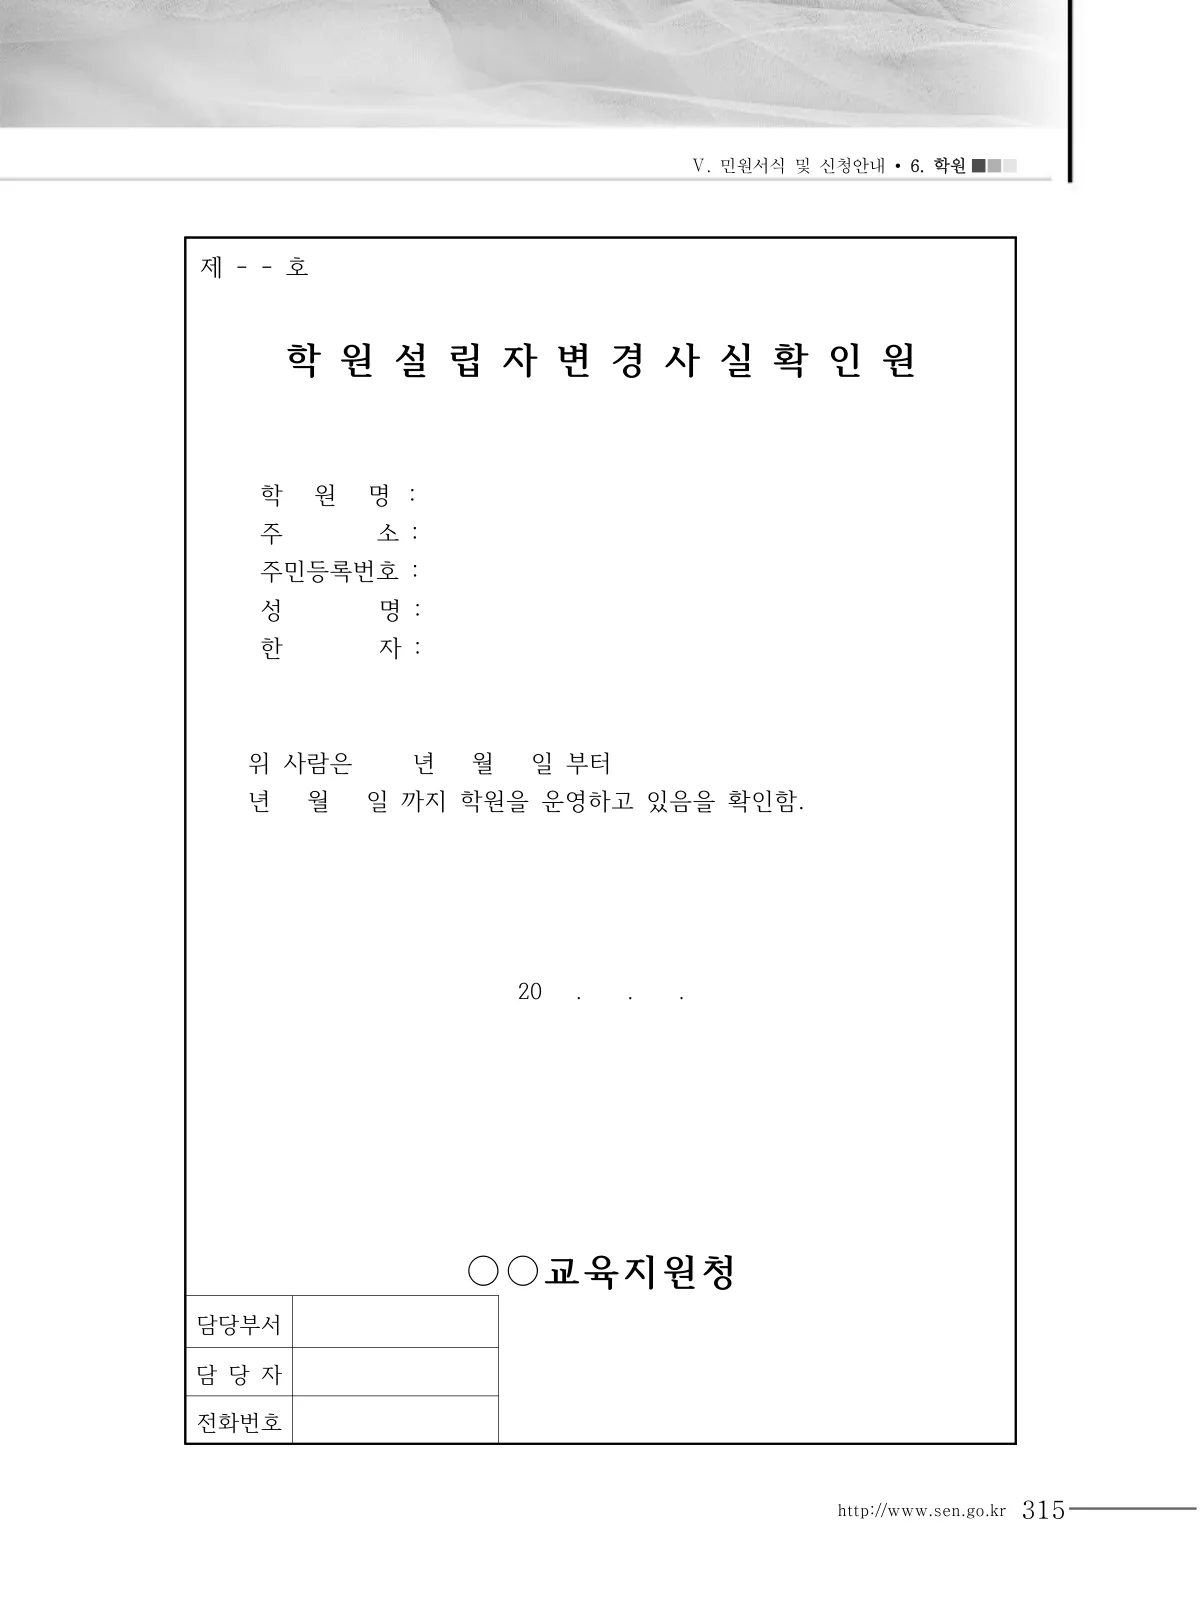 Ⅴ. 민원서식 및 신청안내 • 6. 학원
제 - - 호
학 원 설 립 자 변 경 사 실 확 인 원
학 원 명 :
주 소 :
주민등록번호 :
성 명 :
한 자 :
위 사람은 년 월 일 부터
년 월 일 까지 학원을 운영하고 있음을 확인함.
20 . . .
○○교육지원청
담당부서
담 당 자
전화번호
http://www.sen.go.kr 315